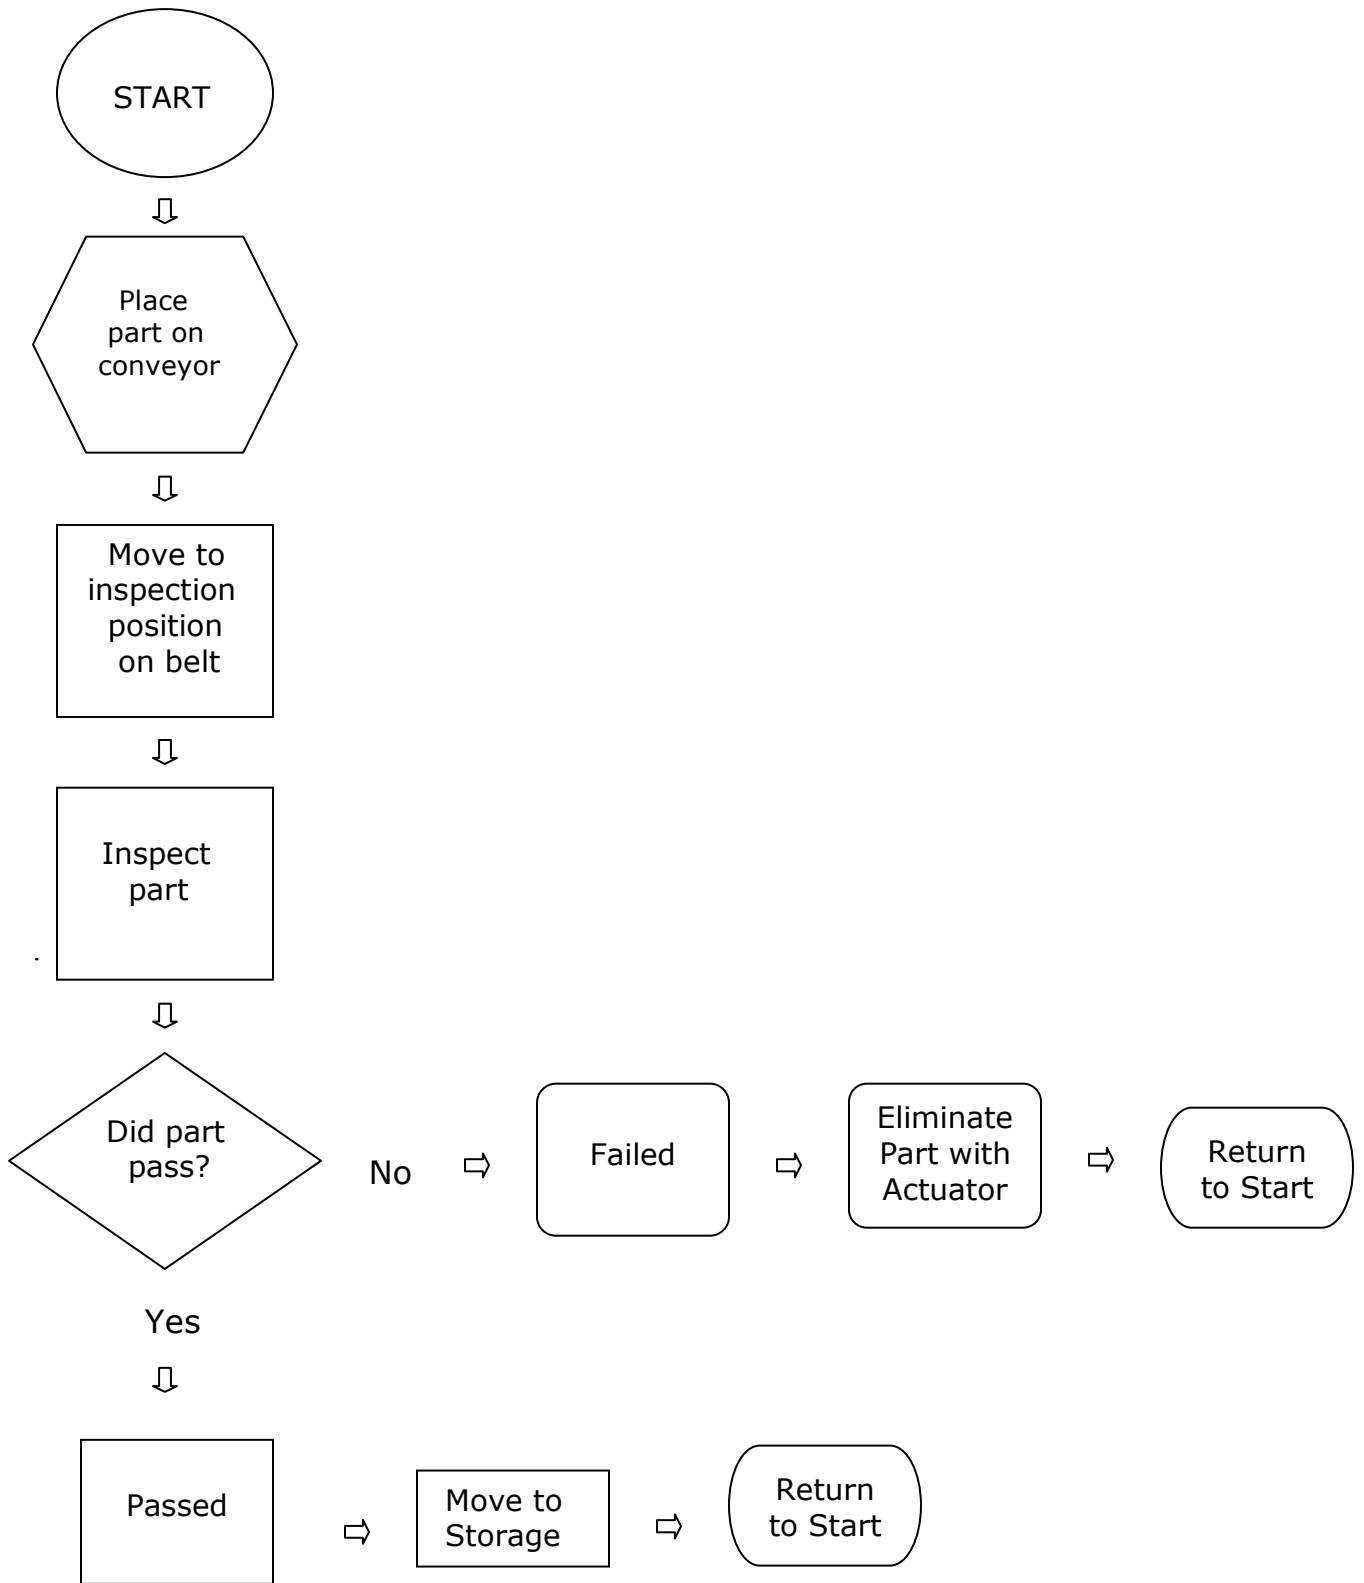 START
Place
part on
conveyor
Move to
inspection
position
on belt
Inspect
part
.
Did part
pass?
No
Failed
Eliminate
Part with
Actuator
Return
to Start
Yes
Passed
Move to
Storage
Return
to Start